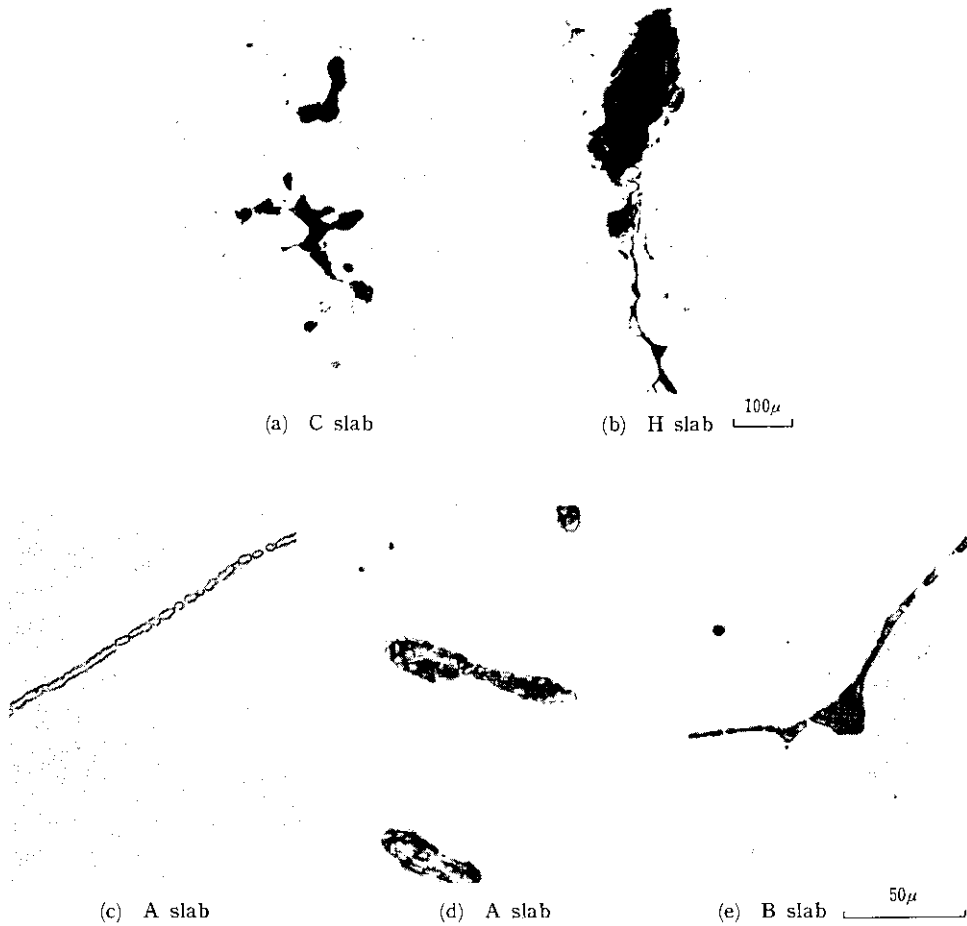 (a) C slab
(b) H slab
100μ
(c) A slab
(d) A slab
(e) B slab
50μ